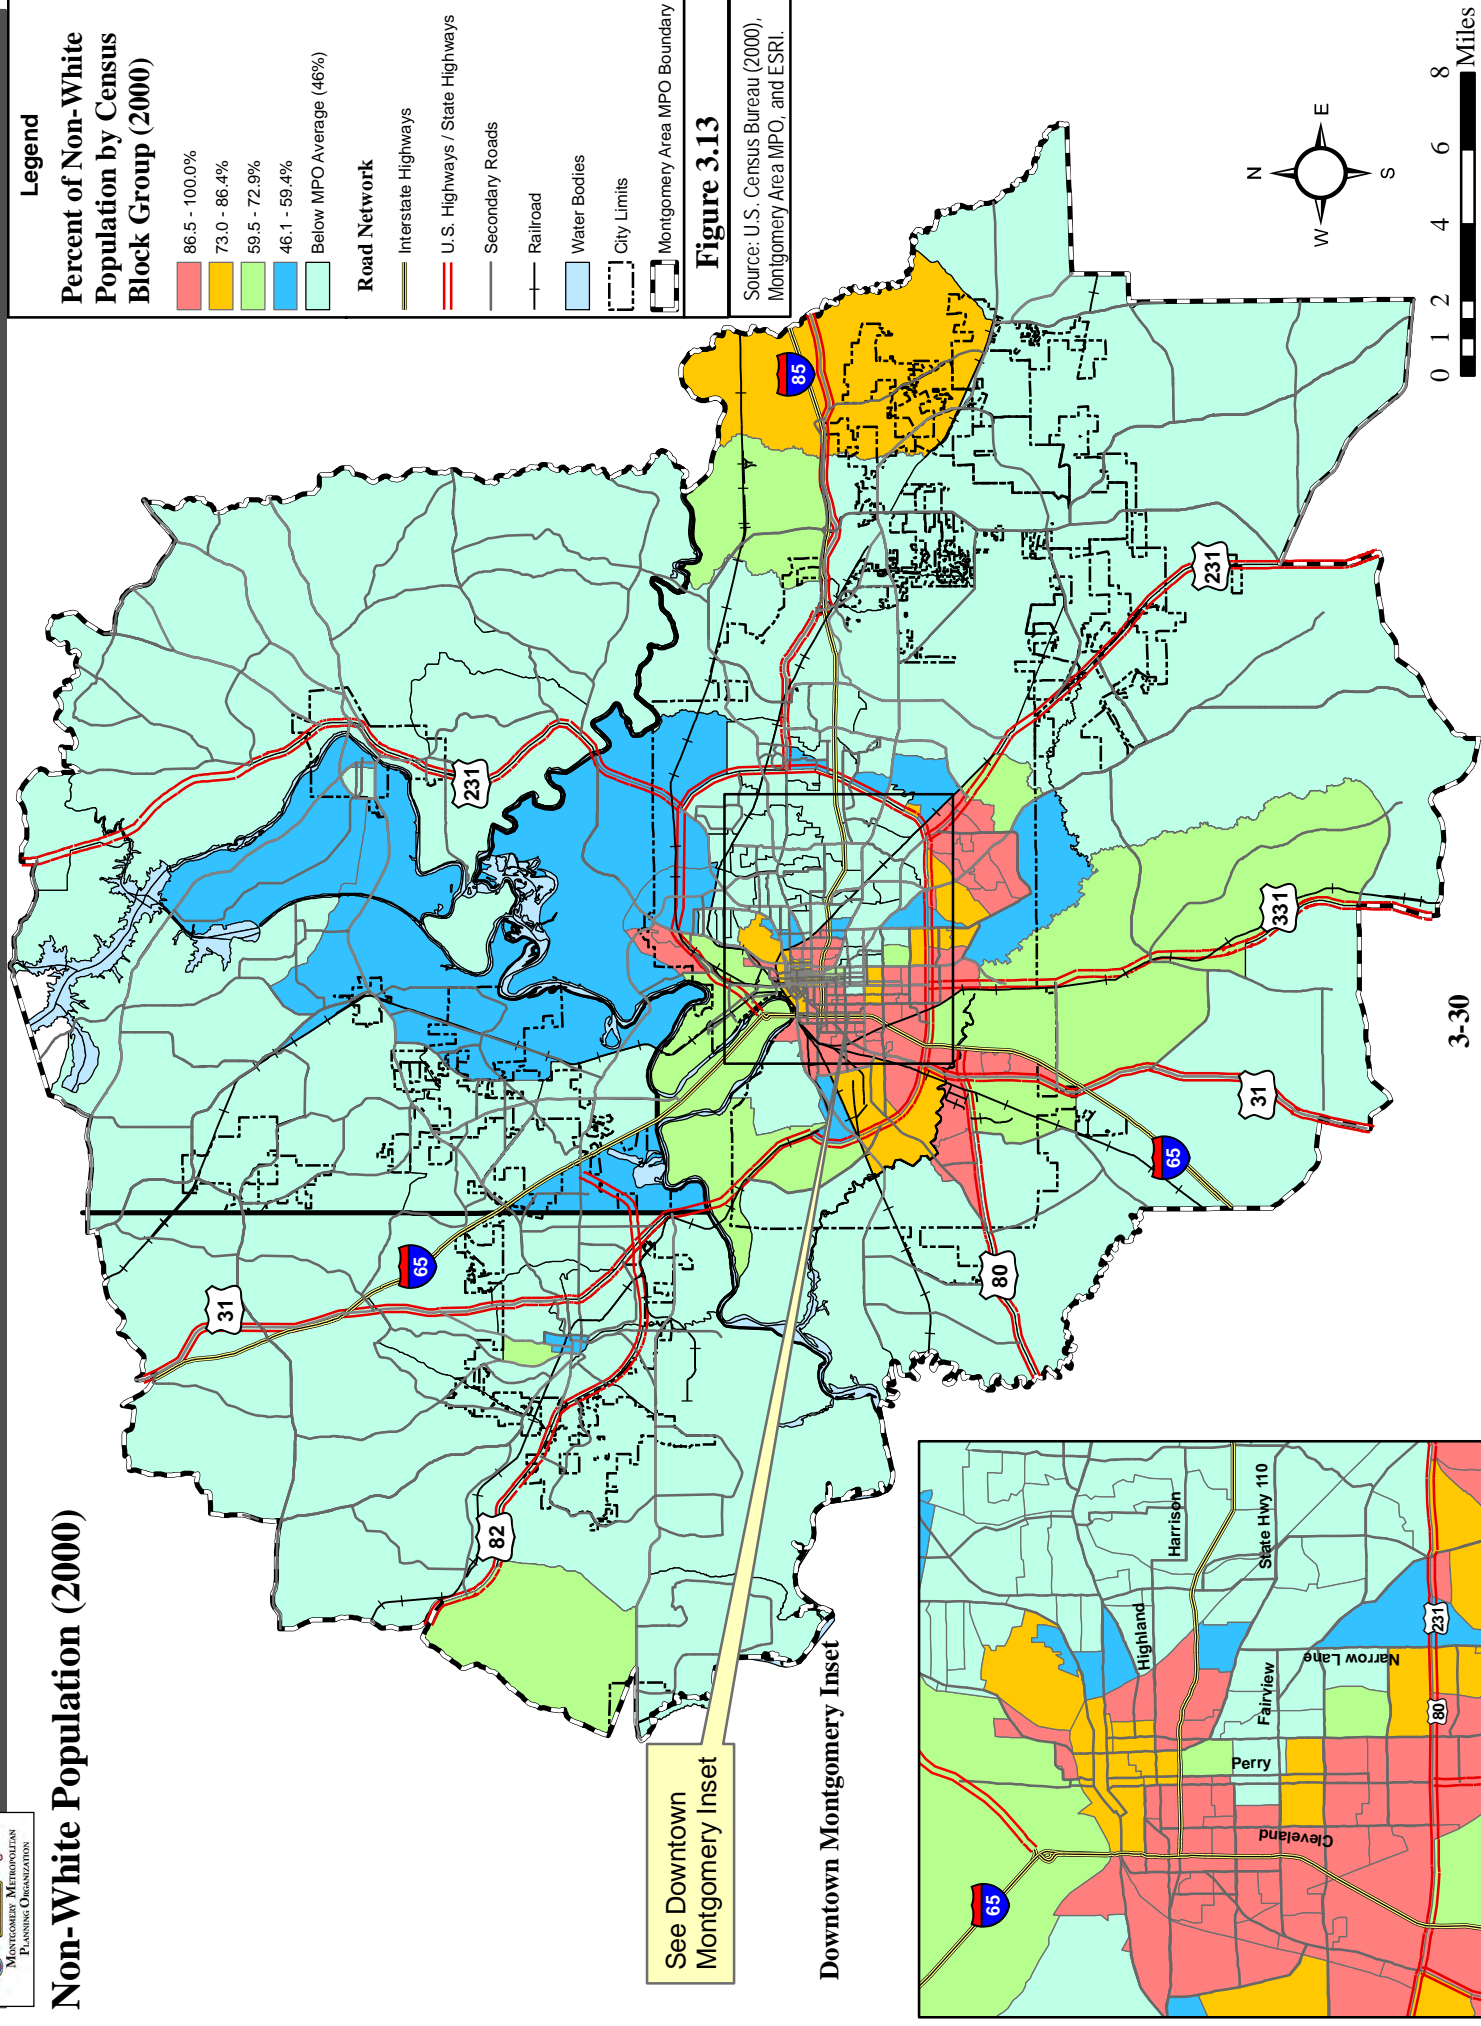 MONTGOMERY METROPOLITAN
PLANNING ORGANIZATION
Non-White Population (2000)
Legend
Percent of Non-White
Population by Census
Block Group (2000)
86.5 - 100.0%
73.0 - 86.4%
59.5 - 72.9%
46.1 - 59.4%
Below MPO Average (46%)
Road Network
Interstate Highways
U.S. Highways / State Highways
Secondary Roads
Railroad
Water Bodies
City Limits
Montgomery Area MPO Boundary
Figure 3.13
Source: U.S. Census Bureau (2000),
Montgomery Area MPO, and ESRI.
31
65
82
231
85
231
331
31
65
80
See Downtown
Montgomery Inset
Downtown Montgomery Inset
65
Highland
Harrison
State Hwy 110
Fairview
Perry
Narrow Lane
Cleveland
80
231
N
W
E
S
0 1 2 4 6 8
Miles
3-30